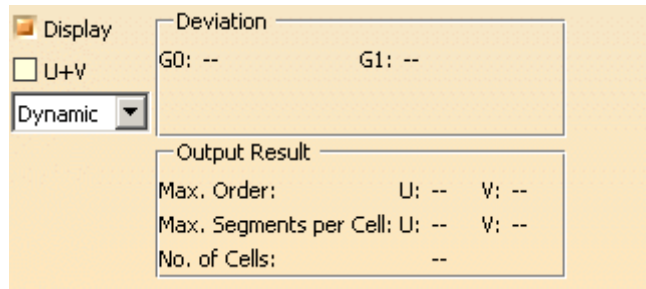 Display
U+V
Dynamic
Deviation
G0: -- G1: --
Output Result
Max. Order: U: -- V: --
Max. Segments per Cell: U: -- V: --
No. of Cells: --